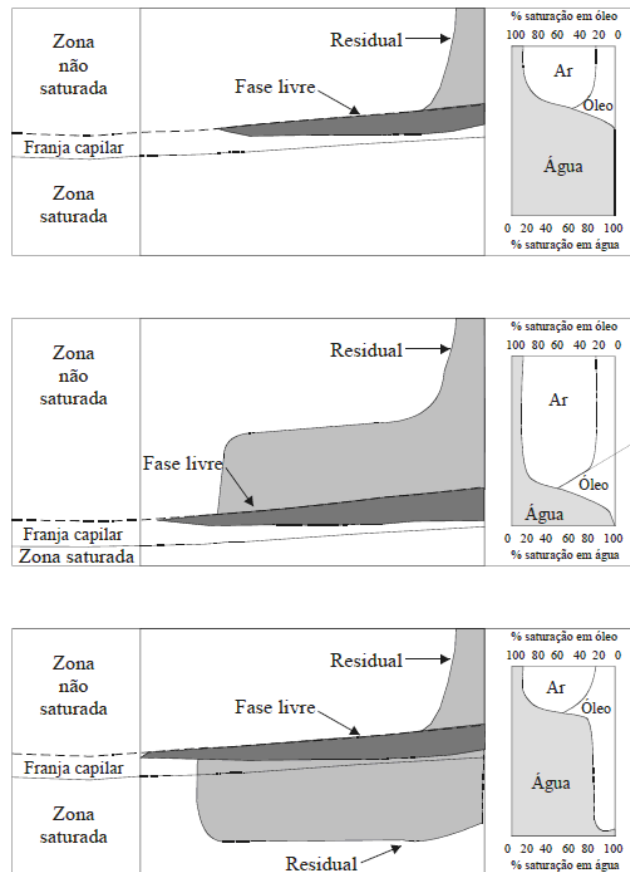 % saturação em óleo
100 80 60 40 20 0
Zona
não
saturada
Residual
Fase livre
Franja capilar
Zona
saturada
Ar
Óleo
Água
0 20 40 60 80 100
% saturação em água
% saturação em óleo
100 80 60 40 20 0
Zona
não
saturada
Residual
Fase livre
Franja capilar
Zona saturada
Ar
Óleo
Água
0 20 40 60 80 100
% saturação em água
% saturação em óleo
100 80 60 40 20 0
Zona
não
saturada
Residual
Fase livre
Franja capilar
Zona
saturada
Residual
Ar
Óleo
Água
0 20 40 60 80 100
% saturação em água